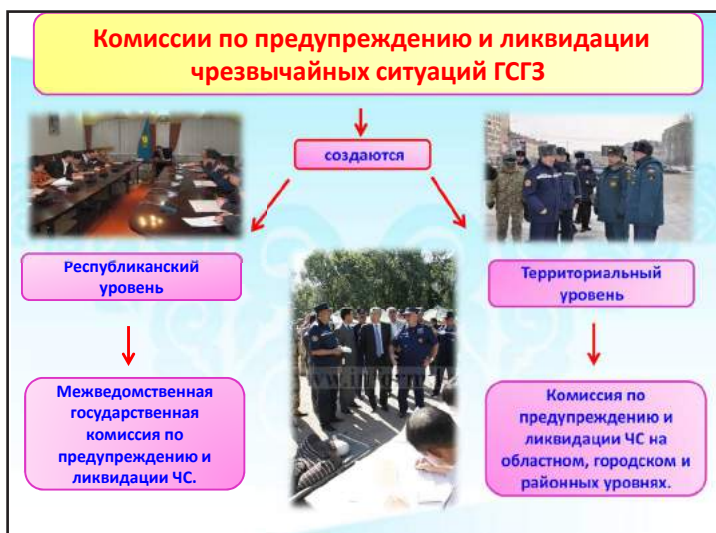 Комиссии по предупреждению и ликвидации
чрезвычайных ситуаций ГСГЗ
создаются
Республиканский
уровень
Территориальный
уровень
Межведомственная
государственная
комиссия по
предупреждению и
ликвидации ЧС.
Комиссия по
предупреждению и
ликвидации ЧС на
областном, городском и
районных уровнях.